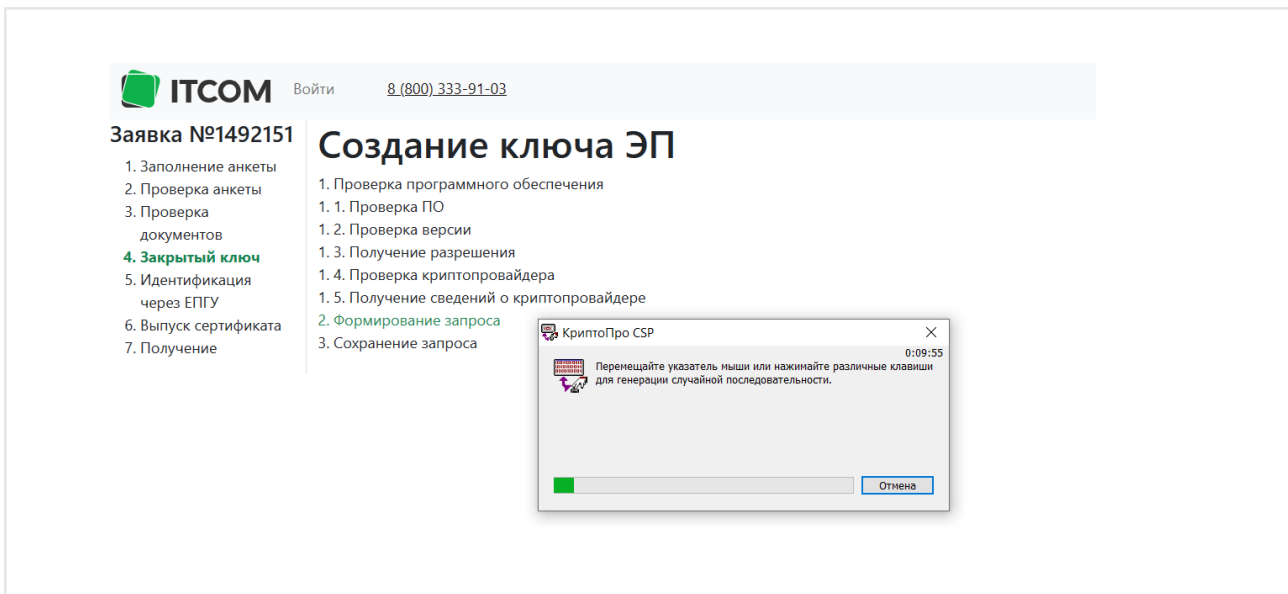 ITCOM Войти 8 (800) 333-91-03
Заявка №1492151
1. Заполнение анкеты
2. Проверка анкеты
3. Проверка
документов
4. Закрытый ключ
5. Идентификация
через ЕПГУ
6. Выпуск сертификата
7. Получение
Создание ключа ЭП
1. Проверка программного обеспечения
1. 1. Проверка ПО
1. 2. Проверка версии
1. 3. Получение разрешения
1. 4. Проверка криптопровайдера
1. 5. Получение сведений о криптопровайдере
2. Формирование запроса
3. Сохранение запроса
КриптоПро CSP
0:09:55
Перемещайте указатель мыши или нажимайте различные клавиши
для генерации случайной последовательности.
Отмена